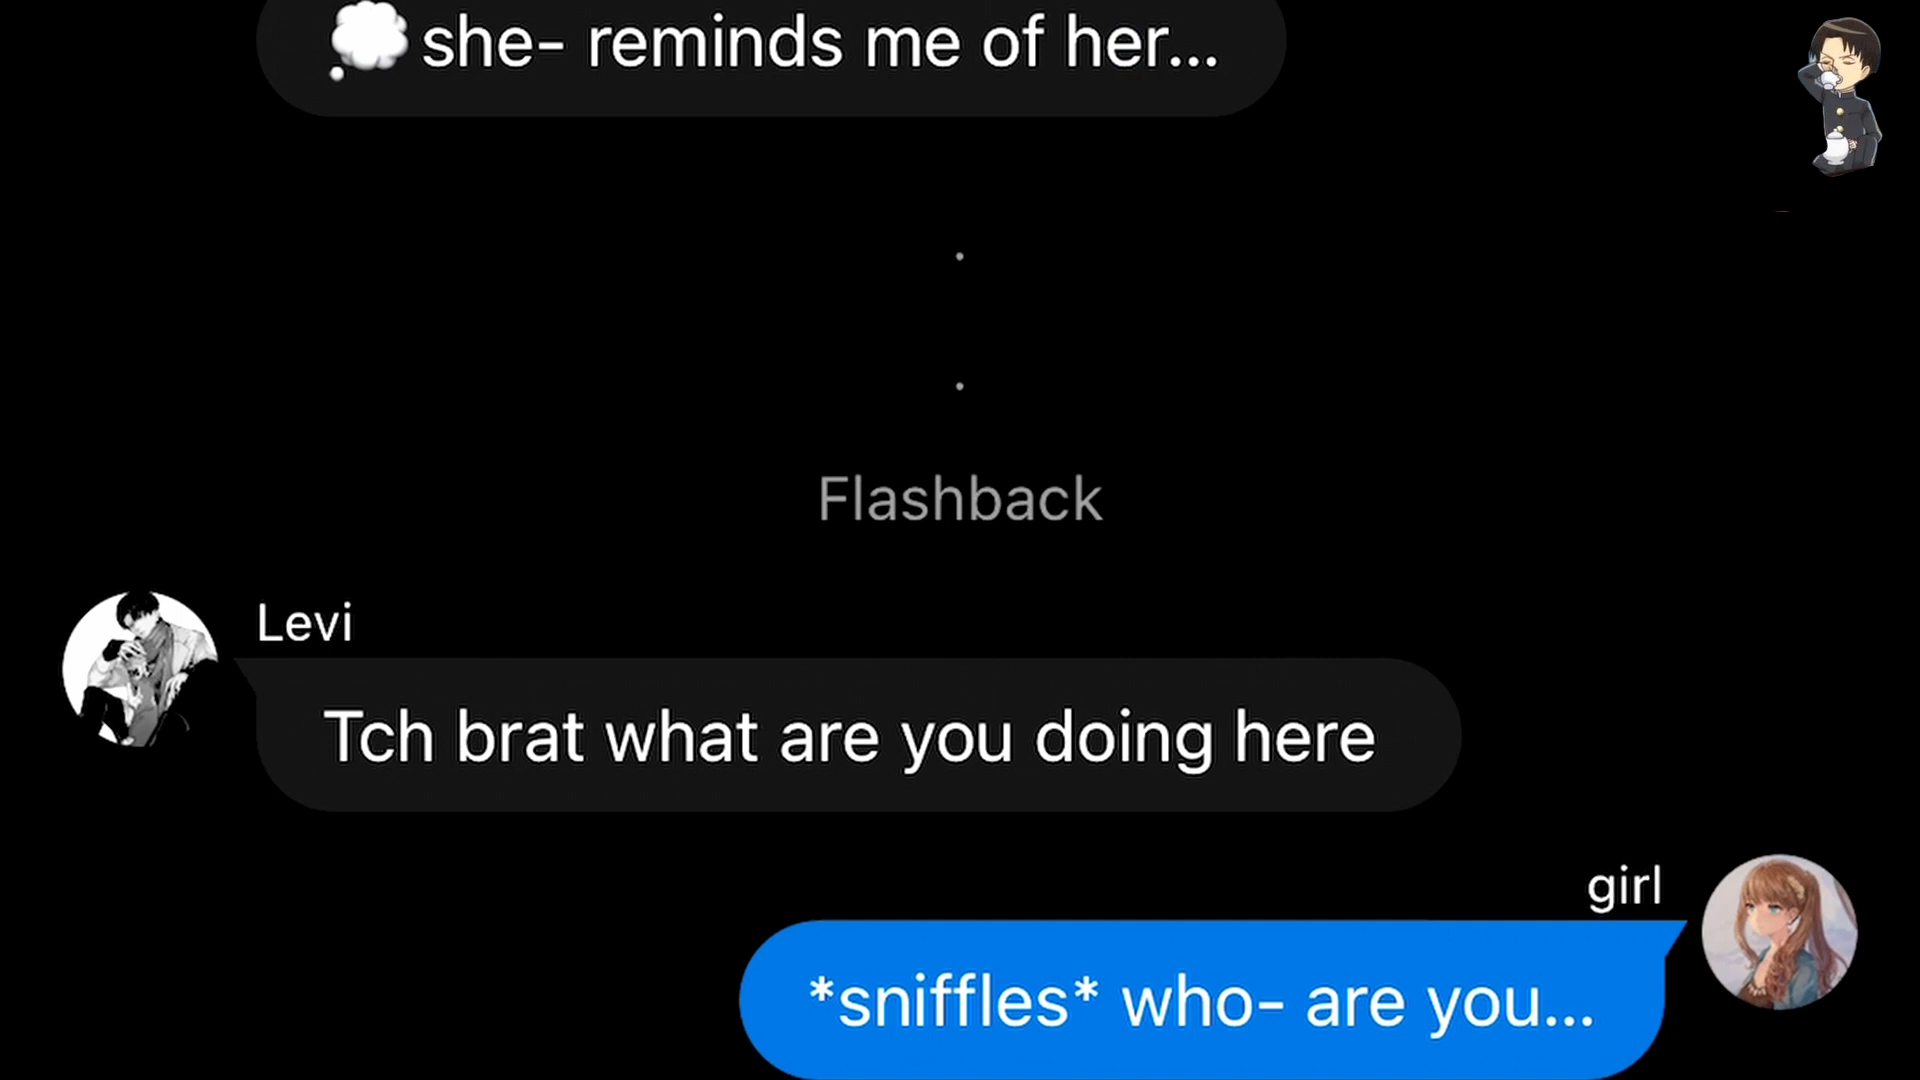 💭 she- reminds me of her...
.
.
Flashback
Levi
Tch brat what are you doing here
girl
*sniffles* who- are you...